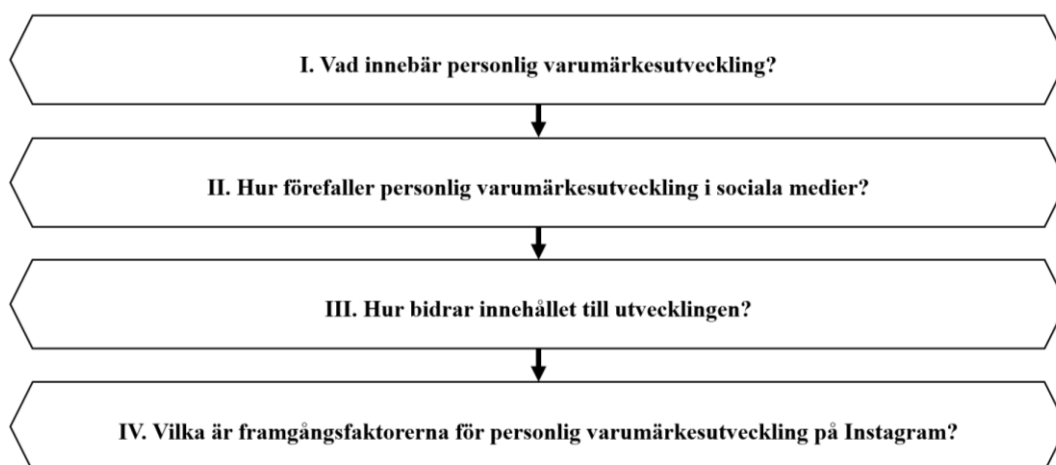 I. Vad innebär personlig varumärkesutveckling?
II. Hur förefaller personlig varumärkesutveckling i sociala medier?
III. Hur bidrar innehållet till utvecklingen?
IV. Vilka är framgångsfaktorerna för personlig varumärkesutveckling på Instagram?